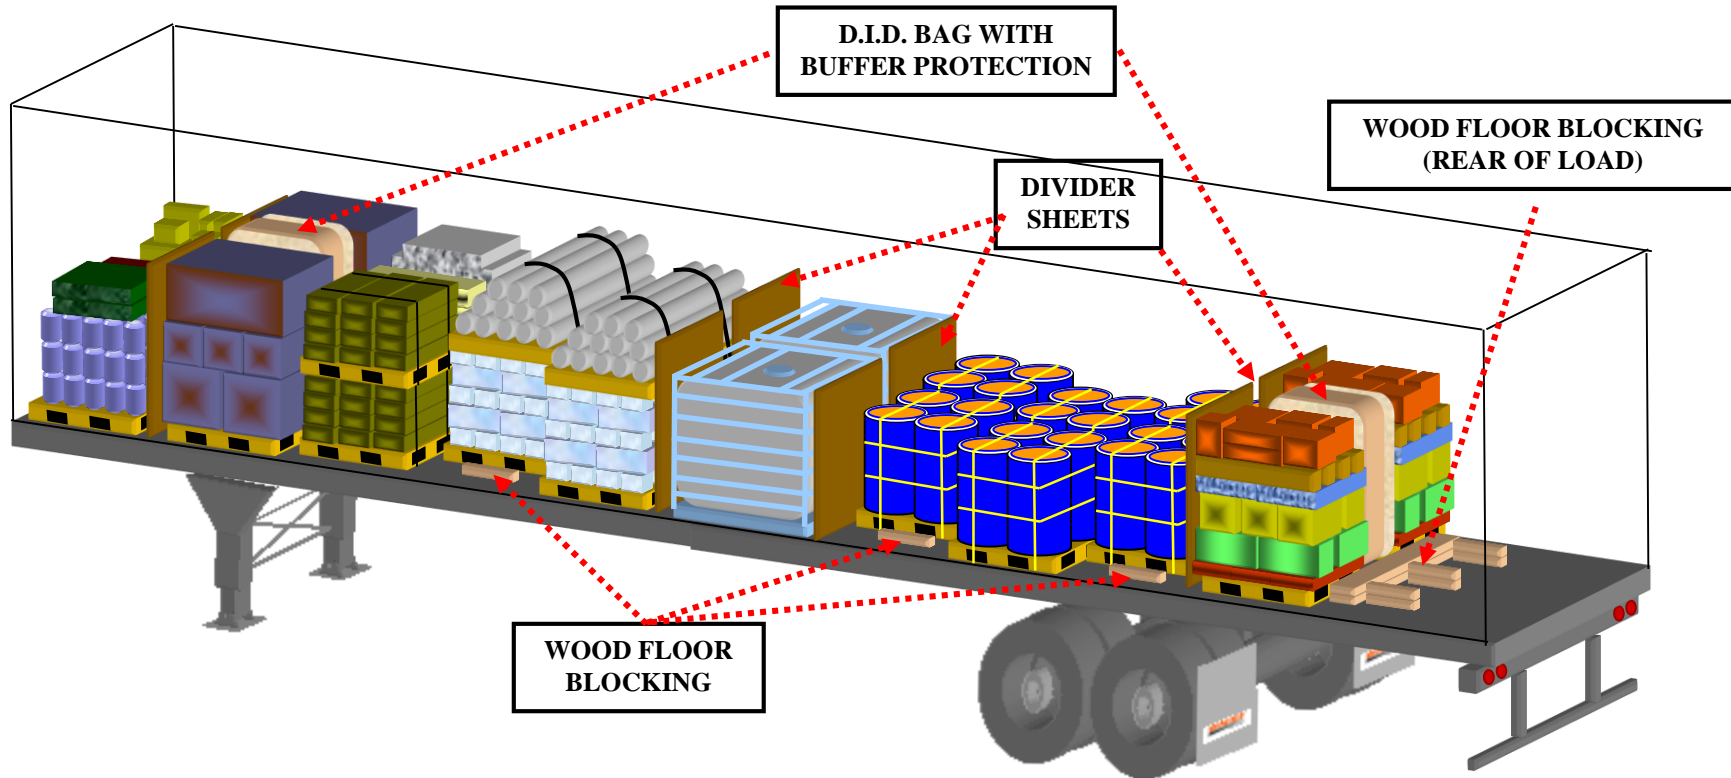 D.I.D. BAG WITH
BUFFER PROTECTION
WOOD FLOOR BLOCKING
(REAR OF LOAD)
DIVIDER
SHEETS
WOOD FLOOR
BLOCKING